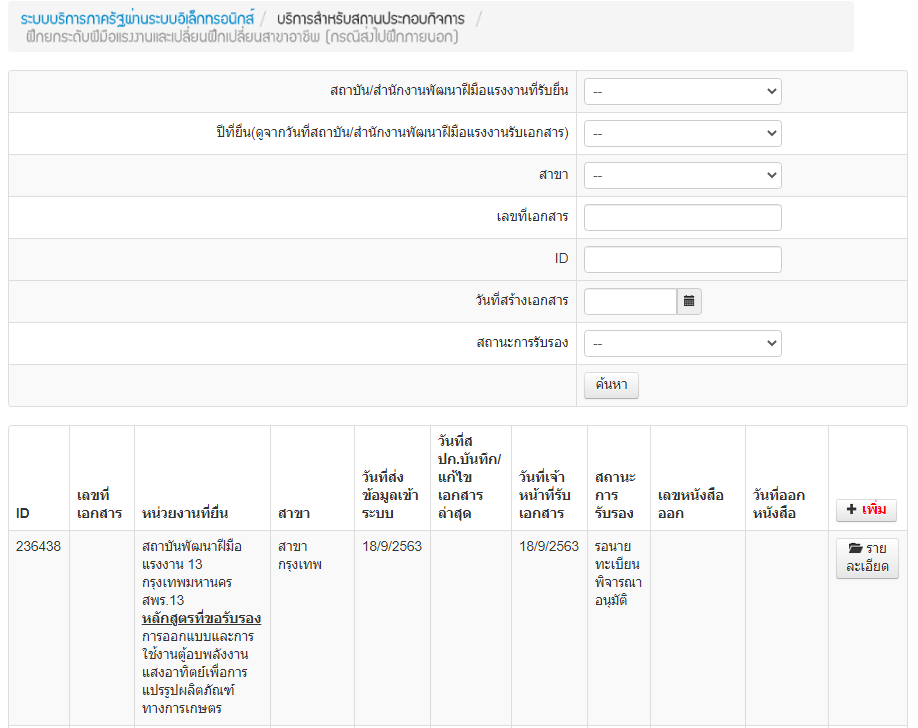 ระบบบริการภาครัฐผ่านระบบอิเล็กทรอนิกส์ / บริการสำหรับสถานประกอบกิจการ /
ฝึกยกระดับฝีมือแรงงานและเปลี่ยนฝึกเปลี่ยนสาขาอาชีพ (กรณีส่งไปฝึกภายนอก)
สถาบัน/สำนักงานพัฒนาฝีมือแรงงานที่รับยื่น --
ปีที่ยื่น(ดูจากวันที่สถาบัน/สำนักงานพัฒนาฝีมือแรงงานรับเอกสาร) --
สาขา --
เลขที่เอกสาร
ID
วันที่สร้างเอกสาร
สถานะการรับรอง --
ค้นหา
ID
เลขที่
เอกสาร
หน่วยงานที่ยื่น
สาขา
วันที่ส่ง
ข้อมูลเข้า
ระบบ
วันที่ส
ปก.บันทึก/
แก้ไข
เอกสาร
ล่าสุด
วันที่เจ้า
หน้าที่รับ
เอกสาร
สถานะ
การ
รับรอง
เลขหนังสือ
ออก
วันที่ออก
หนังสือ
+ เพิ่ม
236438
สถาบันพัฒนาฝีมือ
แรงงาน 13
กรุงเทพมหานคร
สพร.13
หลักสูตรที่ขอรับรอง
การออกแบบและการ
ใช้งานตู้อบพลังงาน
แสงอาทิตย์เพื่อการ
แปรรูปผลิตภัณฑ์
ทางการเกษตร
สาขา
กรุงเทพ
18/9/2563
18/9/2563
รอนาย
ทะเบียน
พิจารณา
อนุมัติ
ราย
ละเอียด